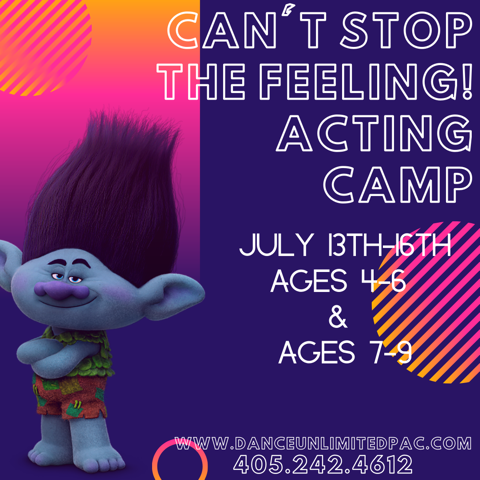 CAN'T STOP
THE FEELING!
ACTING
CAMP
JULY 13TH-16TH
AGES 4-6
&
AGES 7-9
WWW.DANCEUNLIMITEDPAC.COM
405.242.4612